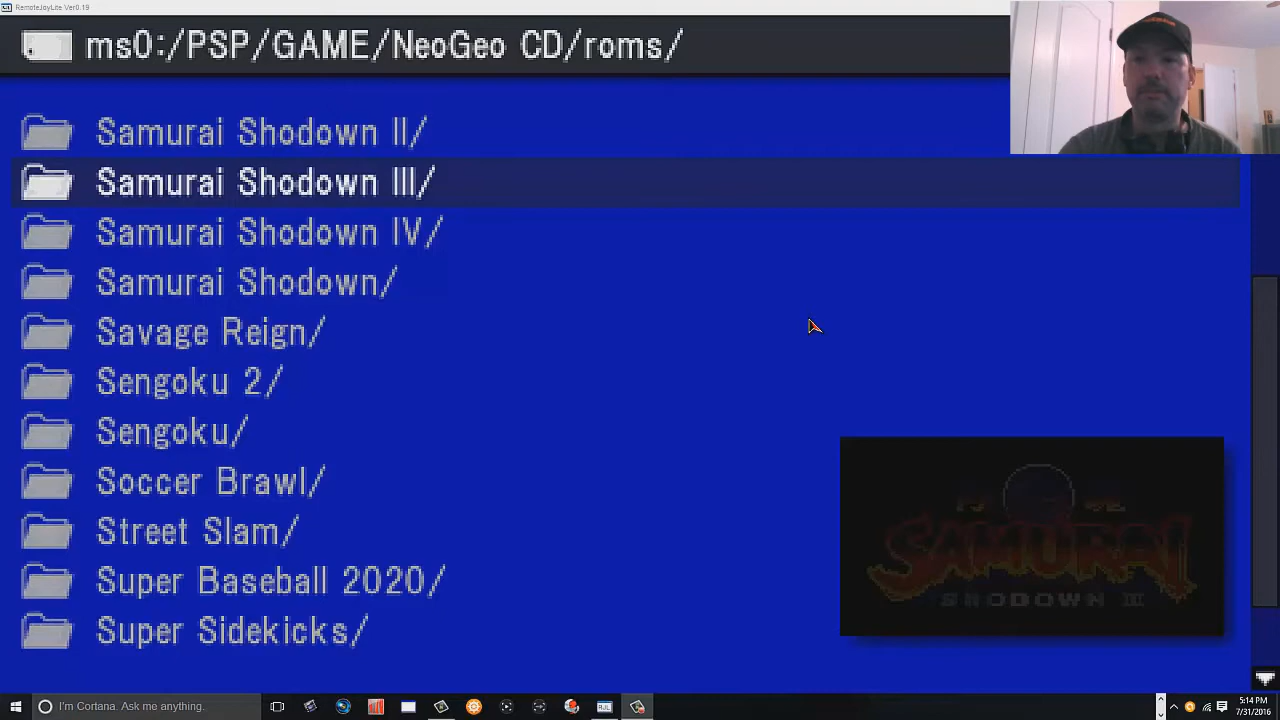 RemoteJoyLite Ver0.19
ms0:/PSP/GAME/NeoGeo CD/roms/
Samurai Shodown II/
Samurai Shodown III/
Samurai Shodown IV/
Samurai Shodown/
Savage Reign/
Sengoku 2/
Sengoku/
Soccer Brawl/
Street Slam/
Super Baseball 2020/
Super Sidekicks/
SAMURAI
SHODOWN III
I'm Cortana. Ask me anything.
RJL
5:14 PM
7/31/2016